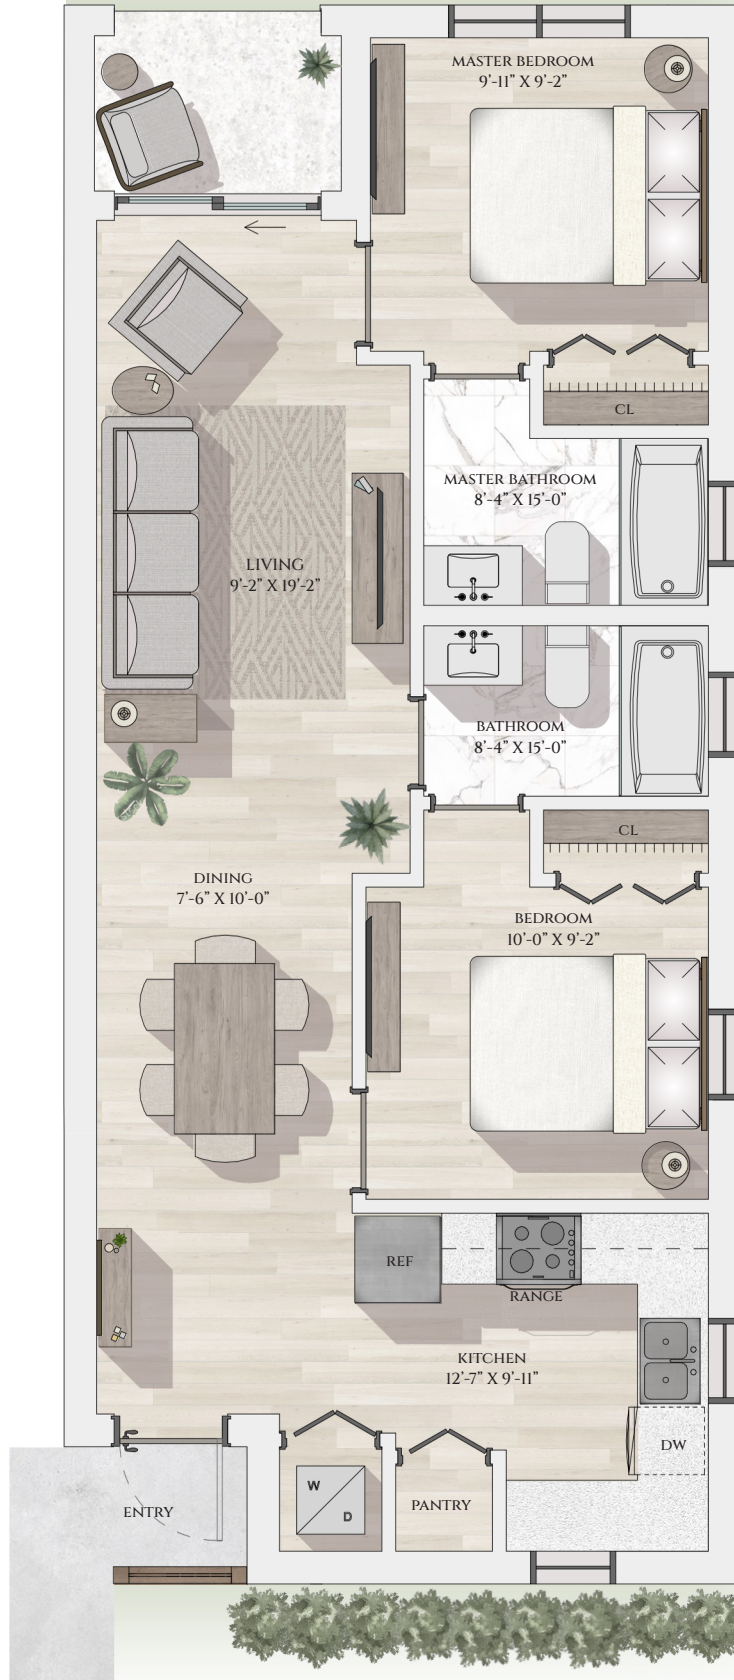 MASTER BEDROOM
9'-11" X 9'-2"
CL
MASTER BATHROOM
8'-4" X 15'-0"
LIVING
9'-2" X 19'-2"
BATHROOM
8'-4" X 15'-0"
CL
DINING
7'-6" X 10'-0"
BEDROOM
10'-0" X 9'-2"
REF
RANGE
KITCHEN
12'-7" X 9'-11"
DW
W
D
PANTRY
ENTRY